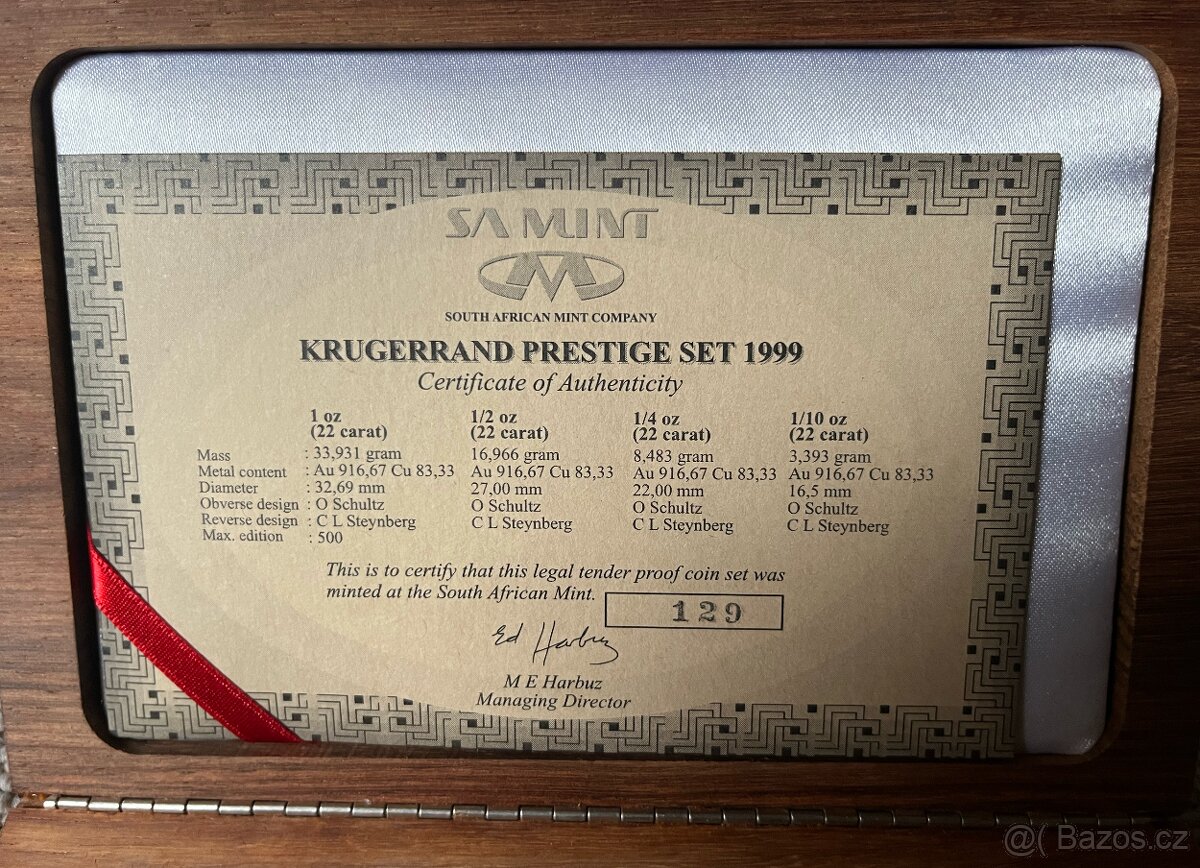 SA MINT
SOUTH AFRICAN MINT COMPANY
KRUGERRAND PRESTIGE SET 1999
Certificate of Authenticity
1 oz 1/2 oz 1/4 oz 1/10 oz
(22 carat) (22 carat) (22 carat) (22 carat)
Mass : 33,931 gram 16,966 gram 8,483 gram 3,393 gram
Metal content : Au 916,67 Cu 83,33 Au 916,67 Cu 83,33 Au 916,67 Cu 83,33 Au 916,67 Cu 83,33
Diameter : 32,69 mm 27,00 mm 22,00 mm 16,5 mm
Obverse design : O Schultz O Schultz O Schultz O Schultz
Reverse design : C L Steynberg C L Steynberg C L Steynberg C L Steynberg
Max. edition : 500
This is to certify that this legal tender proof coin set was
minted at the South African Mint.
129
Ed Harbuz
M E Harbuz
Managing Director
@( Bazos.cz